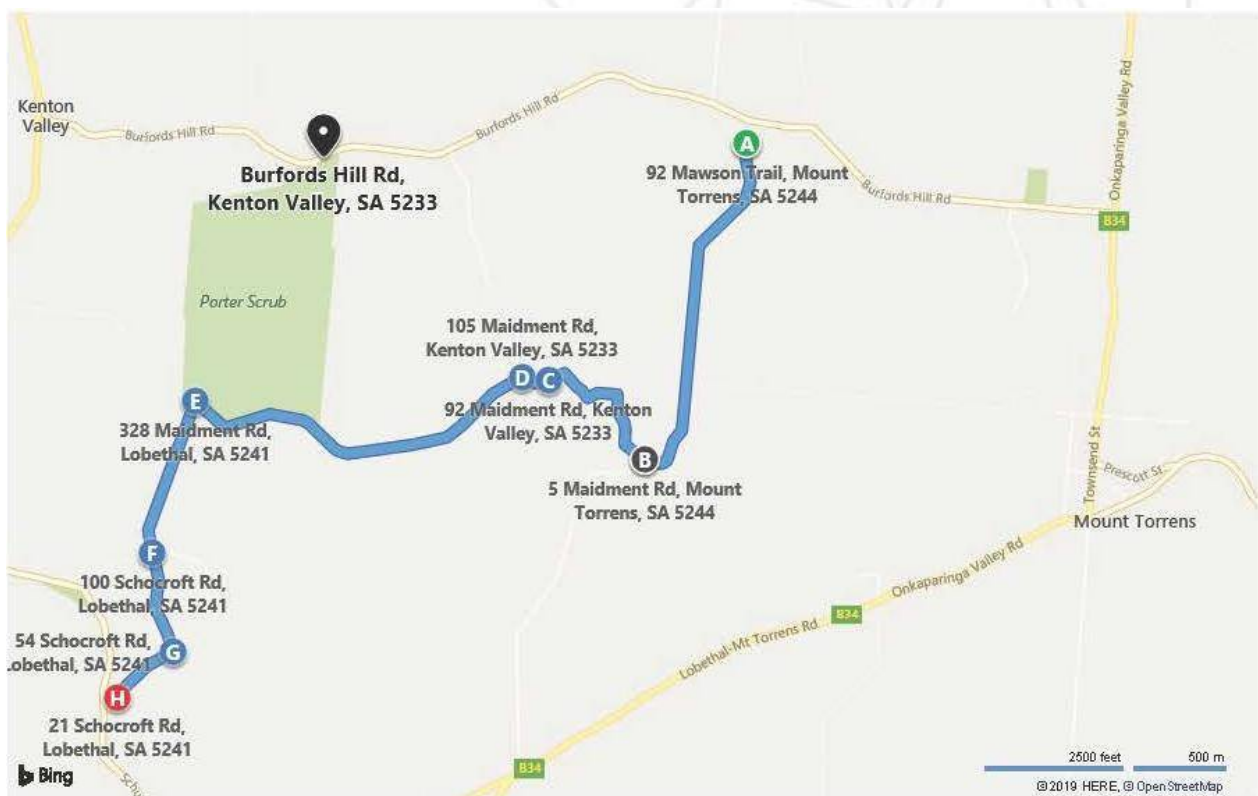 Kenton
Valley
Burfords Hill Rd
Burfords Hill Rd,
Kenton Valley, SA 5233
Burfords Hill Rd
A
92 Mawson Trail, Mount
Torrens, SA 5244
Burfords Hill Rd
Onkaparinga Valley Rd
B34
Porter Scrub
105 Maidment Rd,
Kenton Valley, SA 5233
D
C
92 Maidment Rd, Kenton
Valley, SA 5233
E
328 Maidment Rd,
Lobethal, SA 5241
B
5 Maidment Rd, Mount
Torrens, SA 5244
Townsend St
Prescott St
Mount Torrens
F
100 Schocroft Rd,
Lobethal, SA 5241
54 Schocroft Rd,
Lobethal, SA 5241
G
H
21 Schocroft Rd,
Lobethal, SA 5241
Onkaparinga Valley Rd
B34
Lobethal-Mt Torrens Rd
B34
Bing
2500 feet
500 m
© 2019 HERE, © OpenStreetMap